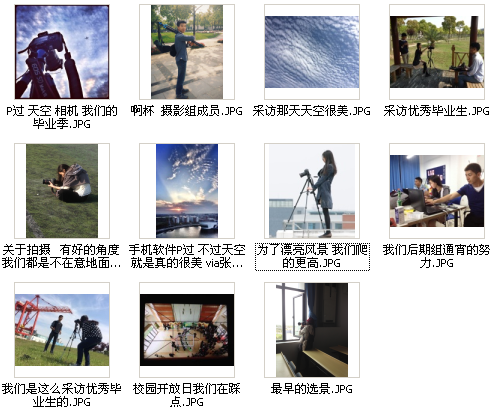 P过 天空 相机 我们的
毕业季.JPG
啊杯 摄影组成员.JPG
采访那天天空很美.JPG
采访优秀毕业生.JPG
关于拍摄 有好的角度
我们都是不在意地面...
手机软件P过 不过天空
就是真的很美 via张...
为了漂亮风景 我们爬
的更高.JPG
我们后期组通宵的努
力.JPG
我们是这么采访优秀毕
业生的.JPG
校园开放日我们在踩
点.JPG
最早的选景.JPG